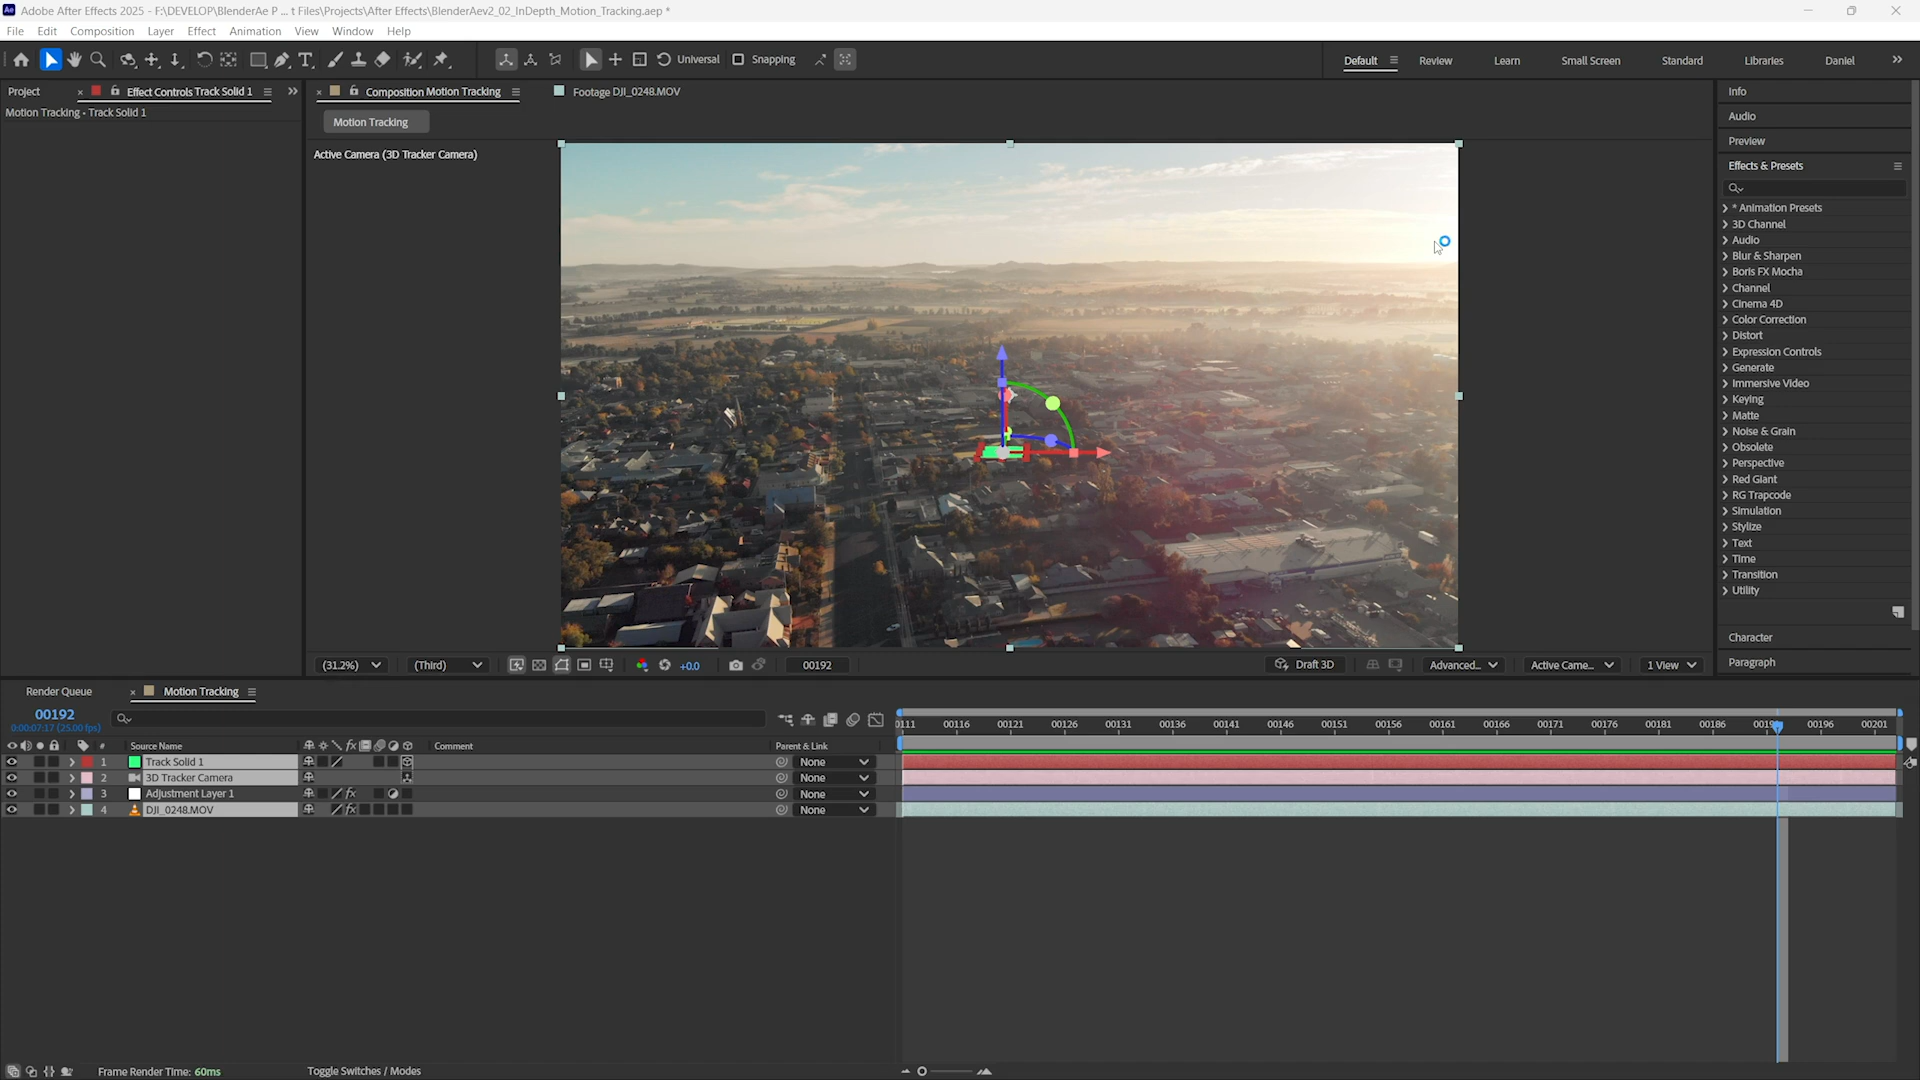 Adobe After Effects 2025 - F:\DEVELOP\BlenderAe P ... t Files\Projects\After Effects\BlenderAev2_02_InDepth_Motion_Tracking.aep *
File Edit Composition Layer Effect Animation View Window Help
Universal Snapping Default Review Learn Small Screen Standard Libraries Daniel
Project Effect Controls Track Solid 1 Composition Motion Tracking Footage DJI_0248.MOV
Motion Tracking • Track Solid 1
Motion Tracking
Active Camera (3D Tracker Camera)
Info
Audio
Preview
Effects & Presets
* Animation Presets
3D Channel
Audio
Blur & Sharpen
Boris FX Mocha
Channel
Cinema 4D
Color Correction
Distort
Expression Controls
Generate
Immersive Video
Keying
Matte
Noise & Grain
Obsolete
Perspective
Red Giant
RG Trapcode
Simulation
Stylize
Text
Time
Transition
Utility
Character
Paragraph
(31.2%) (Third) +0.0 00192 Draft 3D Advanced... Active Came... 1 View
Render Queue Motion Tracking
00192
0:00:07:17 (25.00 fps)
00116 00121 00126 00131 00136 00141 00146 00151 00156 00161 00166 00171 00176 00181 00186 00196 00201
# Source Name Comment Parent & Link
1 Track Solid 1 None
2 3D Tracker Camera None
3 Adjustment Layer 1 None
4 DJI_0248.MOV None
Frame Render Time: 60ms Toggle Switches / Modes